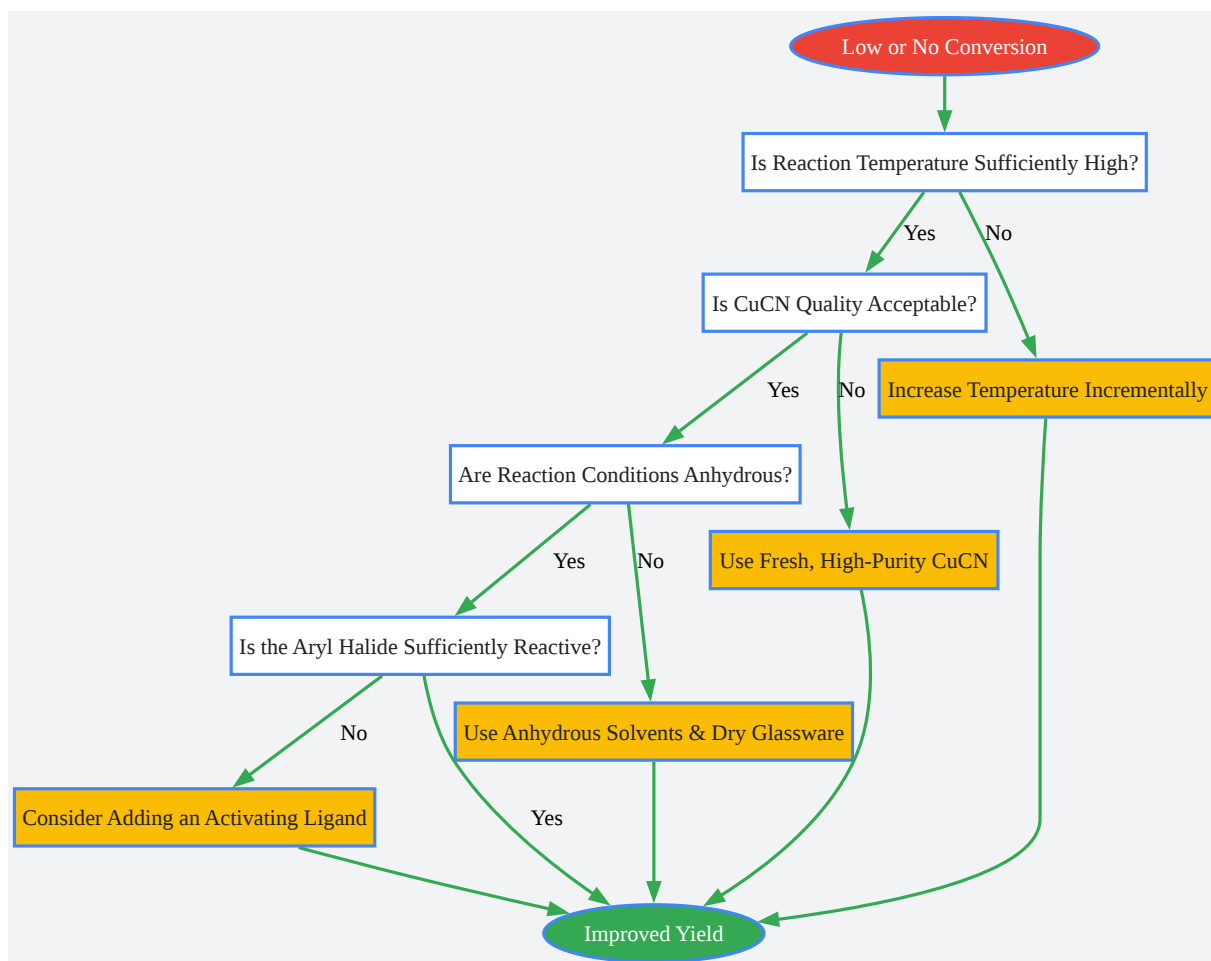 Low or No Conversion
Is Reaction Temperature Sufficiently High?
Yes
No
Is CuCN Quality Acceptable?
Yes
No
Increase Temperature Incrementally
Are Reaction Conditions Anhydrous?
Yes
No
Use Fresh, High-Purity CuCN
Is the Aryl Halide Sufficiently Reactive?
No
Use Anhydrous Solvents & Dry Glassware
Consider Adding an Activating Ligand
Yes
Improved Yield